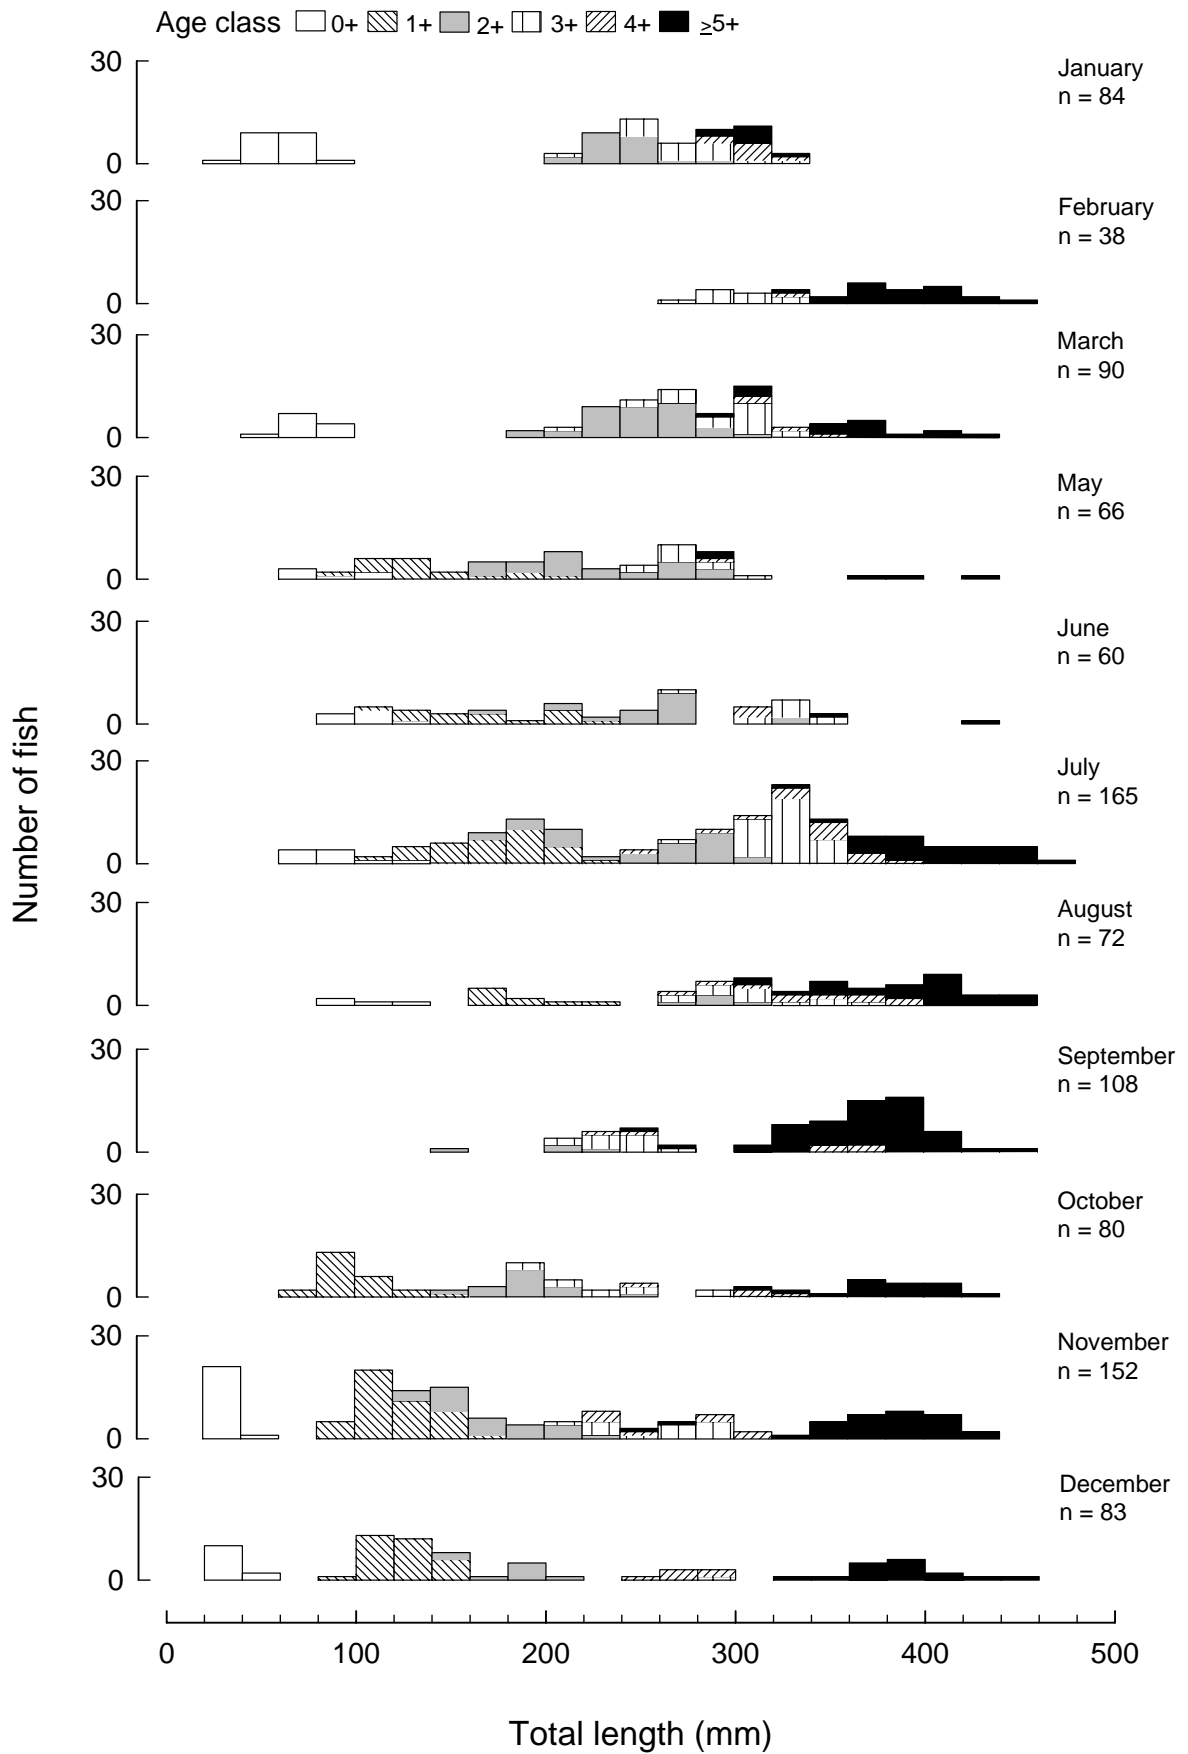 Age class 0+ 1+ 2+ 3+ 4+ ≥5+
30
0
January
n = 84
30
0
February
n = 38
30
0
March
n = 90
30
0
May
n = 66
30
0
June
n = 60
30
0
July
n = 165
30
0
August
n = 72
30
0
September
n = 108
30
0
October
n = 80
30
0
November
n = 152
30
0
December
n = 83
Number of fish
0 100 200 300 400 500
Total length (mm)